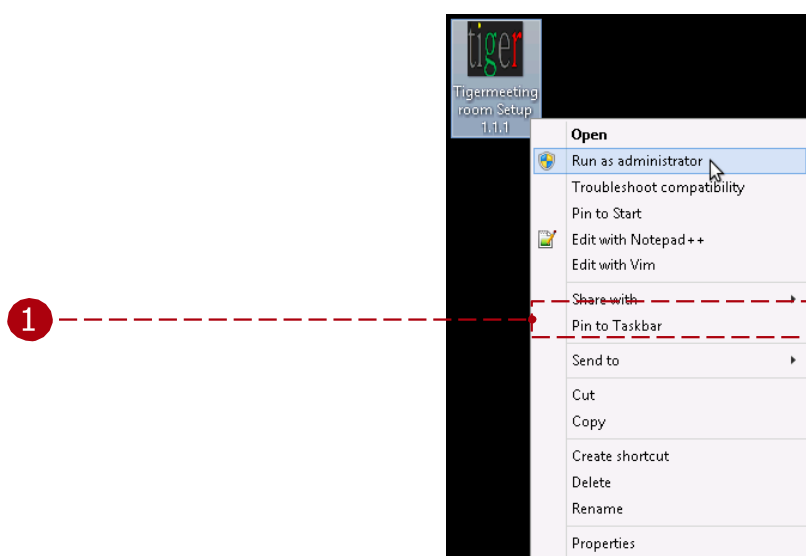 tiger
Tigermeeting
room Setup
1.1.1
Open
Run as administrator
Troubleshoot compatibility
Pin to Start
Edit with Notepad++
Edit with Vim
Share with
1
Pin to Taskbar
Send to
Cut
Copy
Create shortcut
Delete
Rename
Properties